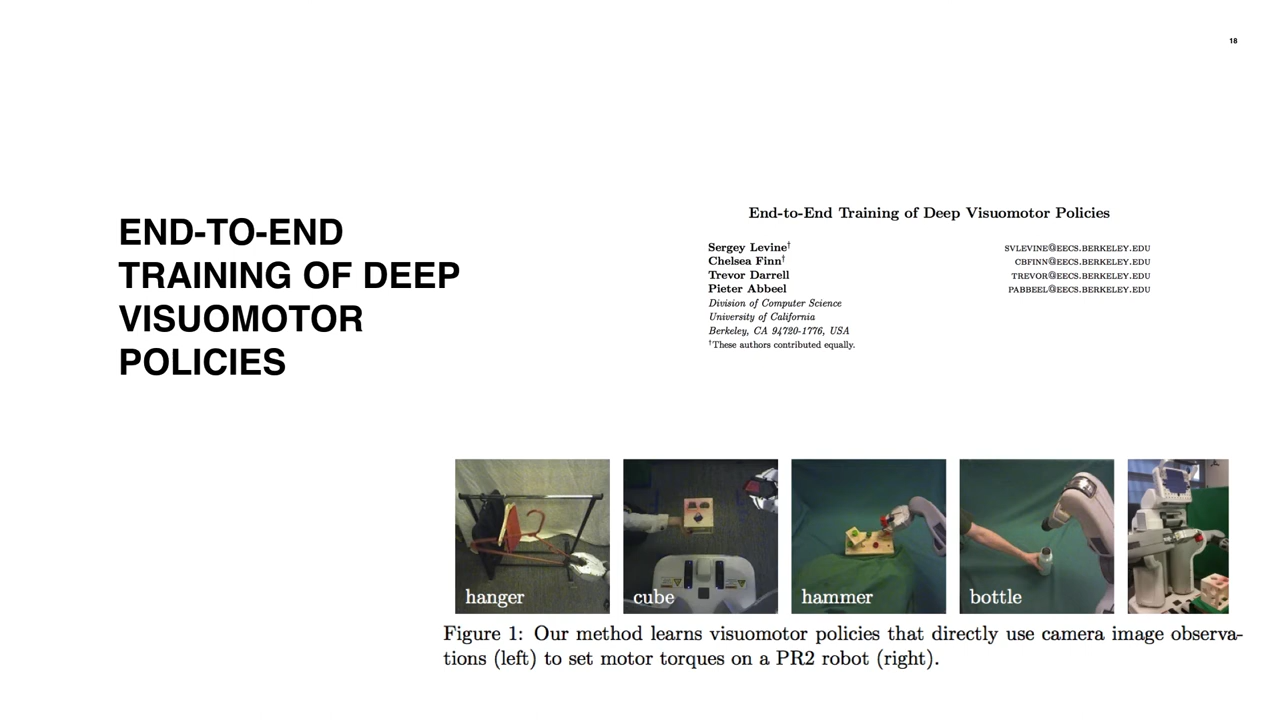 18
END-TO-END
TRAINING OF DEEP
VISUOMOTOR
POLICIES
End-to-End Training of Deep Visuomotor Policies
Sergey Levine† SVLEVINE@EECS.BERKELEY.EDU
Chelsea Finn† CBFINN@EECS.BERKELEY.EDU
Trevor Darrell TREVOR@EECS.BERKELEY.EDU
Pieter Abbeel PABBEEL@EECS.BERKELEY.EDU
Division of Computer Science
University of California
Berkeley, CA 94720-1776, USA
†These authors contributed equally.
hanger
cube
hammer
bottle
Figure 1: Our method learns visuomotor policies that directly use camera image observa-
tions (left) to set motor torques on a PR2 robot (right).